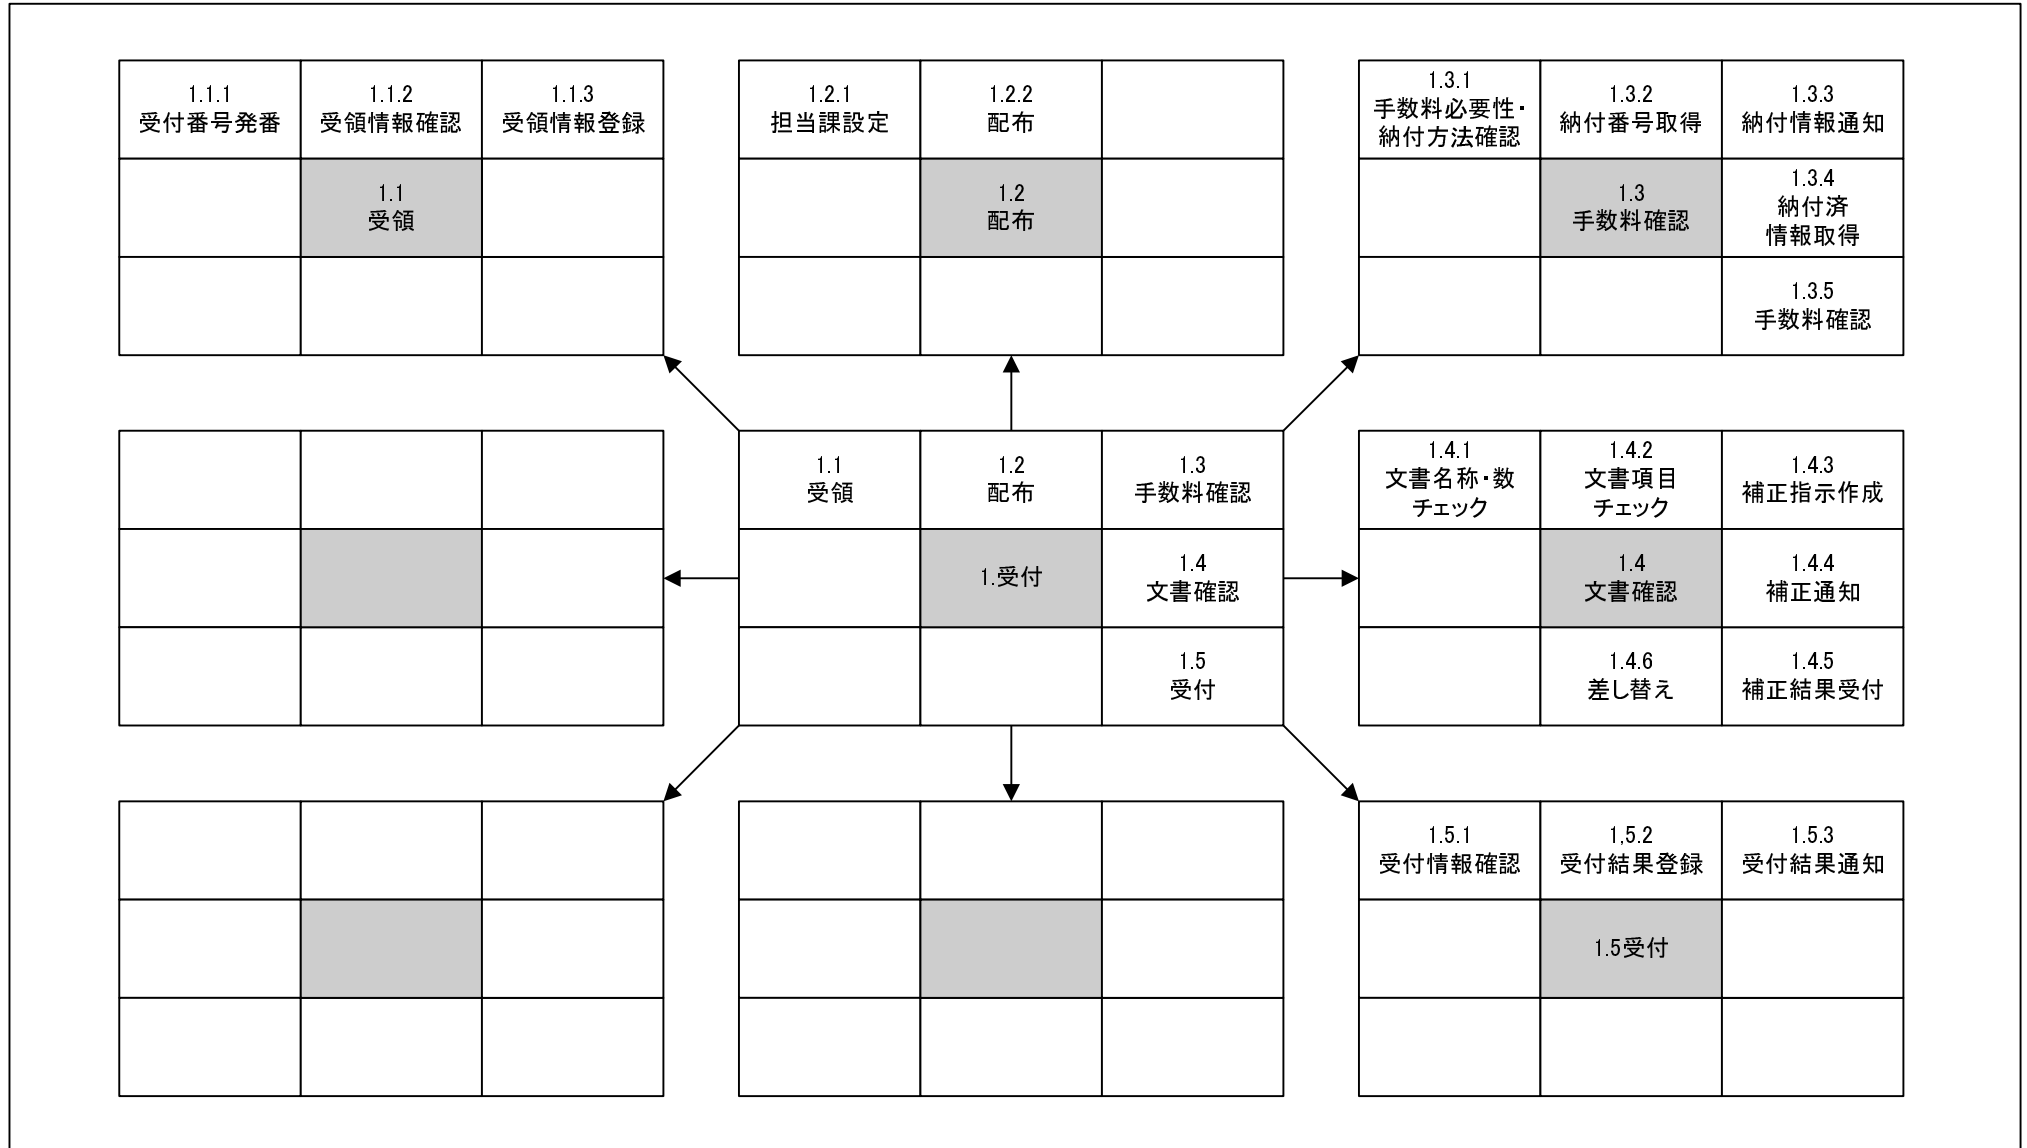 1.1.1
受付番号発番
1.1.2
受領情報確認
1.1.3
受領情報登録
1.1
受領
1.2.1
担当課設定
1.2.2
配布
1.2
配布
1.3.1
手数料必要性・
納付方法確認
1.3.2
納付番号取得
1.3.3
納付情報通知
1.3
手数料確認
1.3.4
納付済
情報取得
1.3.5
手数料確認
1.1
受領
1.2
配布
1.3
手数料確認
1.受付
1.4
文書確認
1.5
受付
1.4.1
文書名称・数
チェック
1.4.2
文書項目
チェック
1.4.3
補正指示作成
1.4
文書確認
1.4.4
補正通知
1.4.6
差し替え
1.4.5
補正結果受付
1.5.1
受付情報確認
1,5.2
受付結果登録
1.5.3
受付結果通知
1.5受付